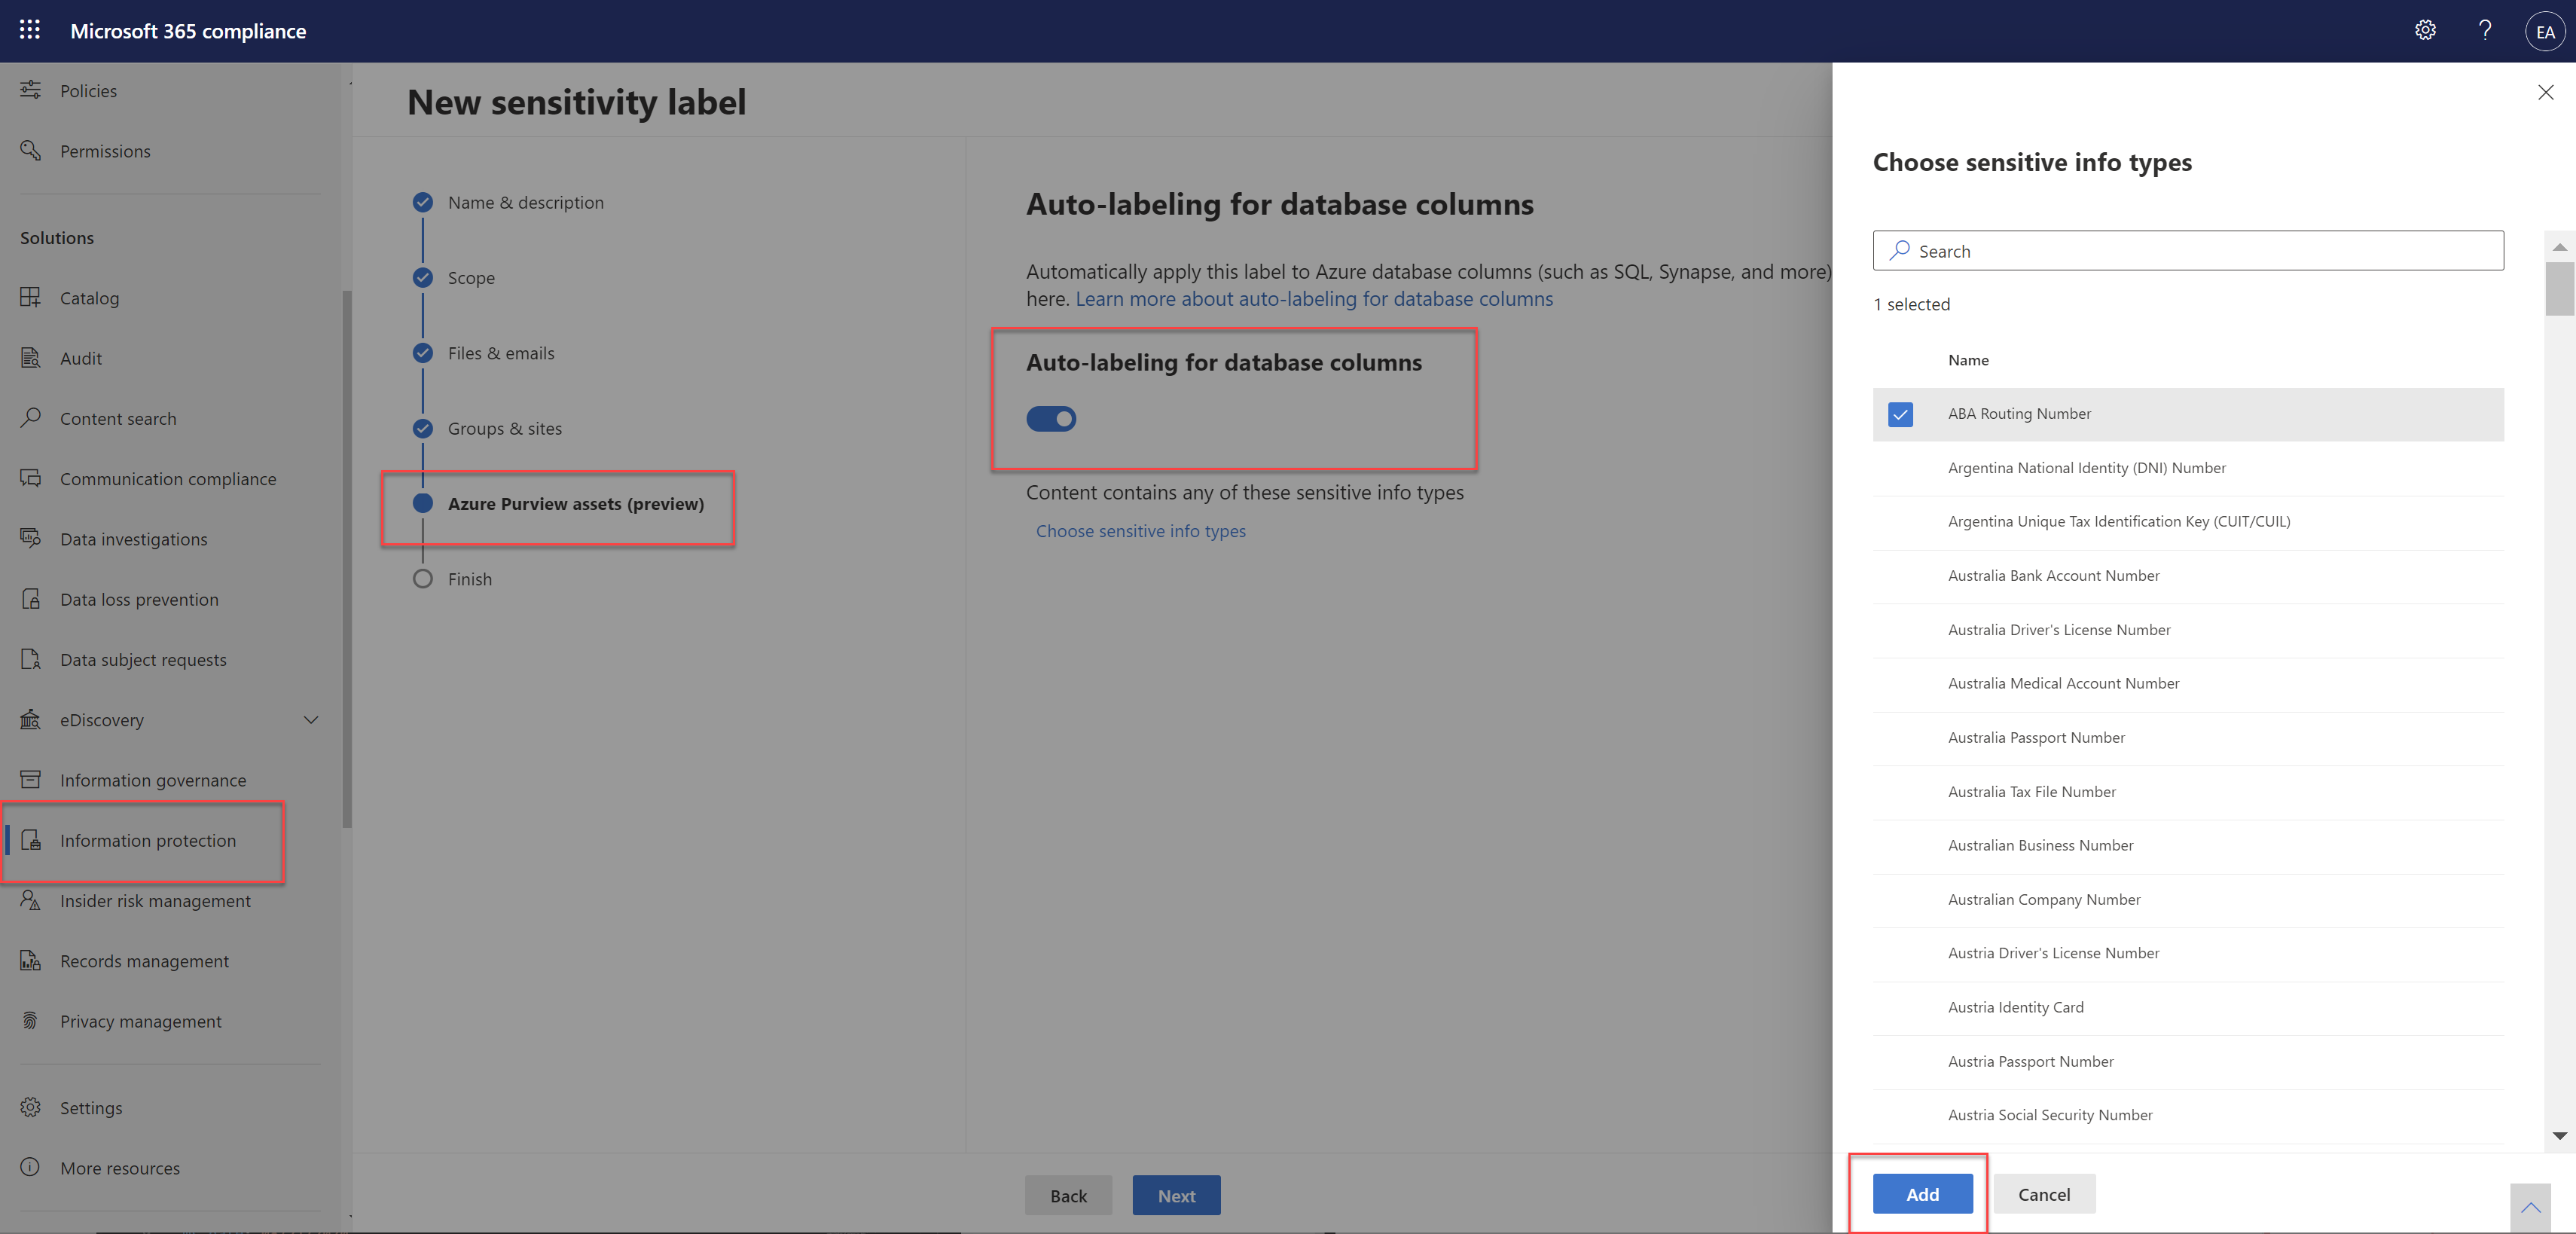 Microsoft 365 compliance
?
EA
Policies
Permissions
Solutions
Catalog
Audit
Content search
Communication compliance
Data investigations
Data loss prevention
Data subject requests
eDiscovery
Information governance
Information protection
Insider risk management
Records management
Privacy management
Settings
More resources
New sensitivity label
Name & description
Scope
Files & emails
Groups & sites
Azure Purview assets (preview)
Finish
Auto-labeling for database columns
Automatically apply this label to Azure database columns (such as SQL, Synapse, and more)
here. Learn more about auto-labeling for database columns
Auto-labeling for database columns
Content contains any of these sensitive info types
Choose sensitive info types
Back
Next
Choose sensitive info types
Search
1 selected
Name
ABA Routing Number
Argentina National Identity (DNI) Number
Argentina Unique Tax Identification Key (CUIT/CUIL)
Australia Bank Account Number
Australia Driver's License Number
Australia Medical Account Number
Australia Passport Number
Australia Tax File Number
Australian Business Number
Australian Company Number
Austria Driver's License Number
Austria Identity Card
Austria Passport Number
Austria Social Security Number
Add
Cancel